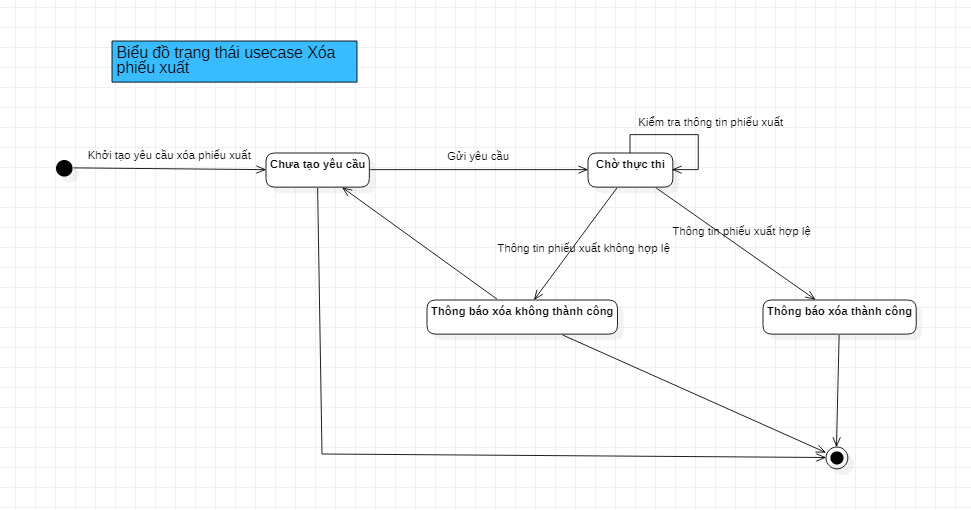 Biểu đồ trạng thái usecase Xóa
phiếu xuất
Kiểm tra thông tin phiếu xuất
Khởi tạo yêu cầu xóa phiếu xuất
Gửi yêu cầu
Chưa tạo yêu cầu
Chờ thực thi
Thông tin phiếu xuất hợp lệ
Thông tin phiếu xuất không hợp lệ
Thông báo xóa không thành công
Thông báo xóa thành công